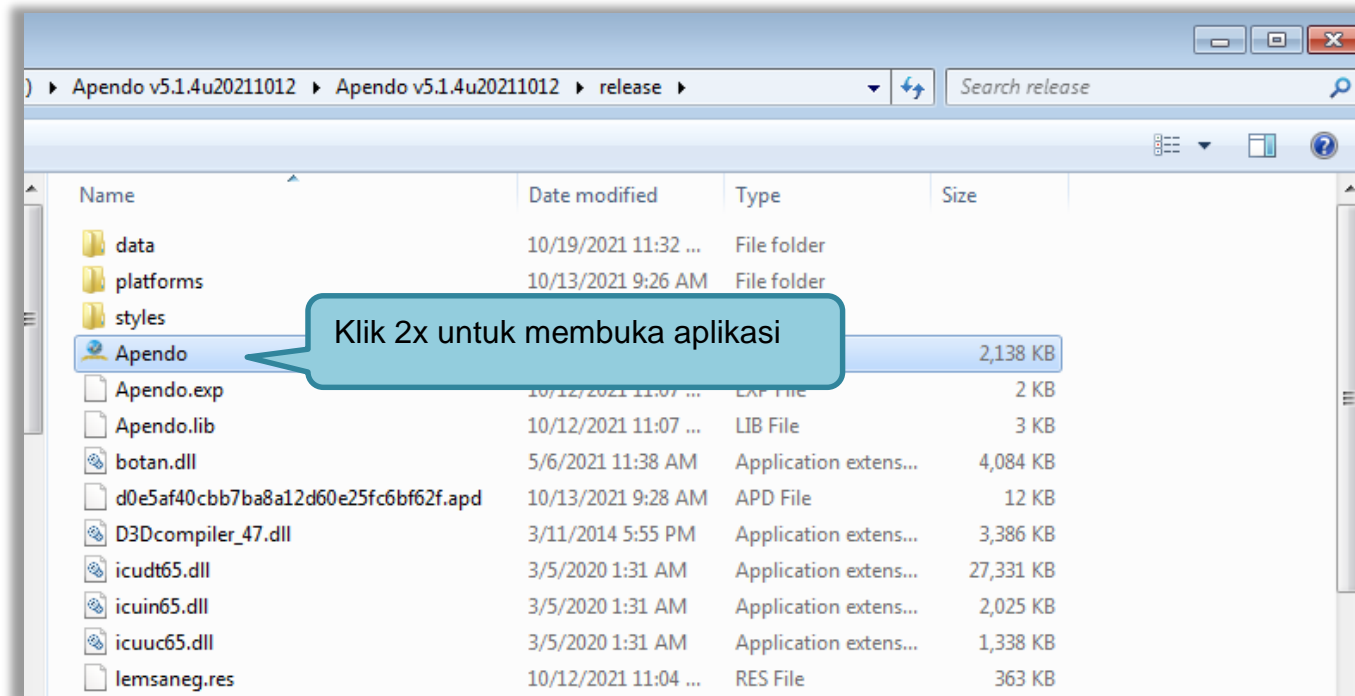 ) ▸ Apendo v5.1.4u20211012 ▸ Apendo v5.1.4u20211012 ▸ release ▸ Search release
Name Date modified Type Size
data 10/19/2021 11:32 ... File folder
platforms 10/13/2021 9:26 AM File folder
styles
Klik 2x untuk membuka aplikasi
Apendo 2,138 KB
Apendo.exp 10/12/2021 11:07 ... EXP File 2 KB
Apendo.lib 10/12/2021 11:07 ... LIB File 3 KB
botan.dll 5/6/2021 11:38 AM Application extens... 4,084 KB
d0e5af40cbb7ba8a12d60e25fc6bf62f.apd 10/13/2021 9:28 AM APD File 12 KB
D3Dcompiler_47.dll 3/11/2014 5:55 PM Application extens... 3,386 KB
icudt65.dll 3/5/2020 1:31 AM Application extens... 27,331 KB
icuin65.dll 3/5/2020 1:31 AM Application extens... 2,025 KB
icuuc65.dll 3/5/2020 1:31 AM Application extens... 1,338 KB
lemsaneg.res 10/12/2021 11:04 ... RES File 363 KB